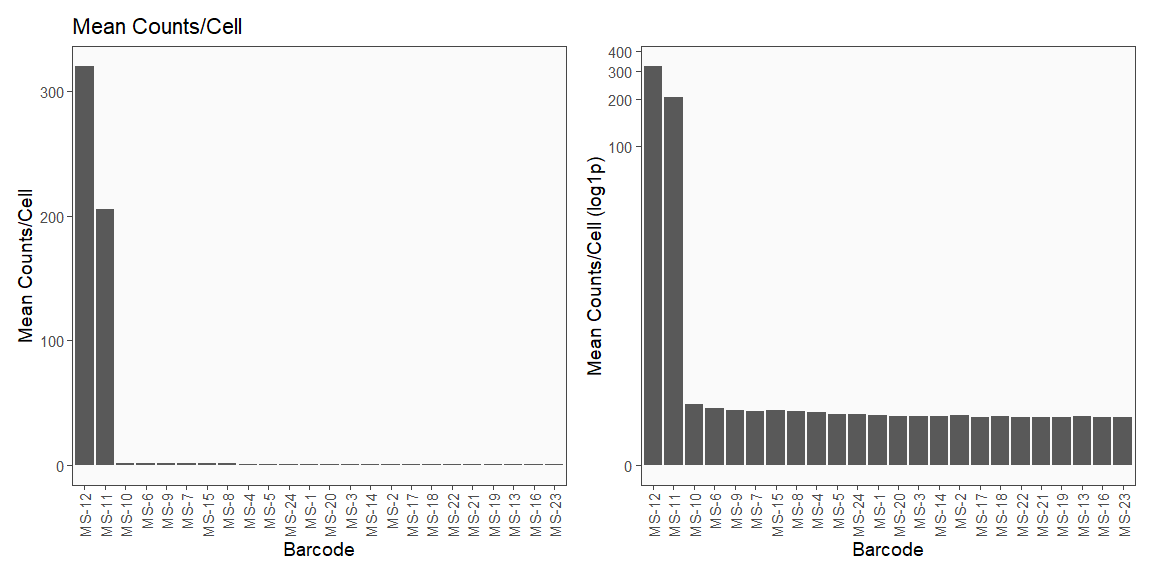 Mean Counts/Cell
Mean Counts/Cell
300
200
100
0
MS-12
MS-11
MS-10
MS-6
MS-9
MS-7
MS-15
MS-8
MS-4
MS-5
MS-24
MS-1
MS-20
MS-3
MS-14
MS-2
MS-17
MS-18
MS-22
MS-21
MS-19
MS-13
MS-16
MS-23
Barcode
Mean Counts/Cell (log1p)
400
300
200
100
0
MS-12
MS-11
MS-10
MS-6
MS-9
MS-7
MS-15
MS-8
MS-4
MS-5
MS-24
MS-1
MS-20
MS-3
MS-14
MS-2
MS-17
MS-18
MS-22
MS-21
MS-19
MS-13
MS-16
MS-23
Barcode